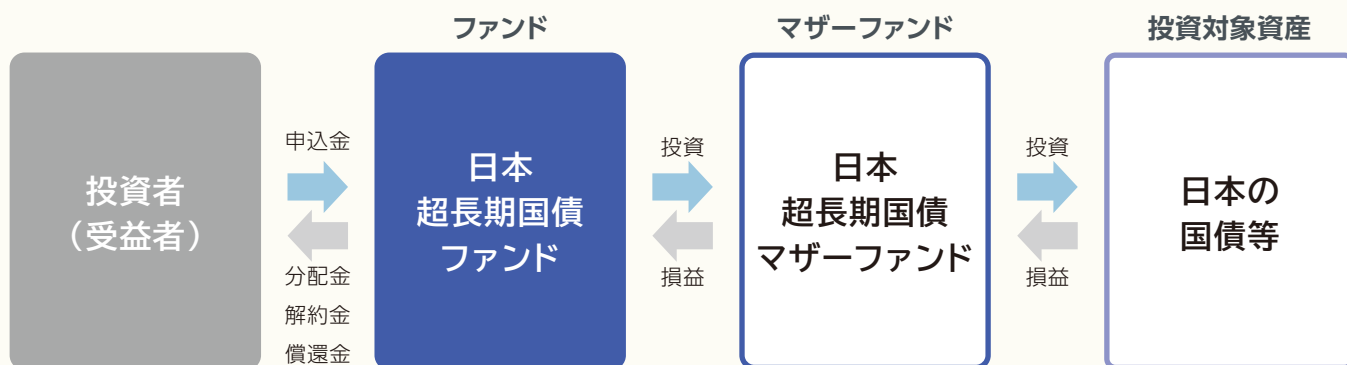 ファンド
マザーファンド
投資対象資産
投資者
（受益者）
申込金
分配金
解約金
償還金
日本
超長期国債
ファンド
投資
損益
日本
超長期国債
マザーファンド
投資
損益
日本の
国債等